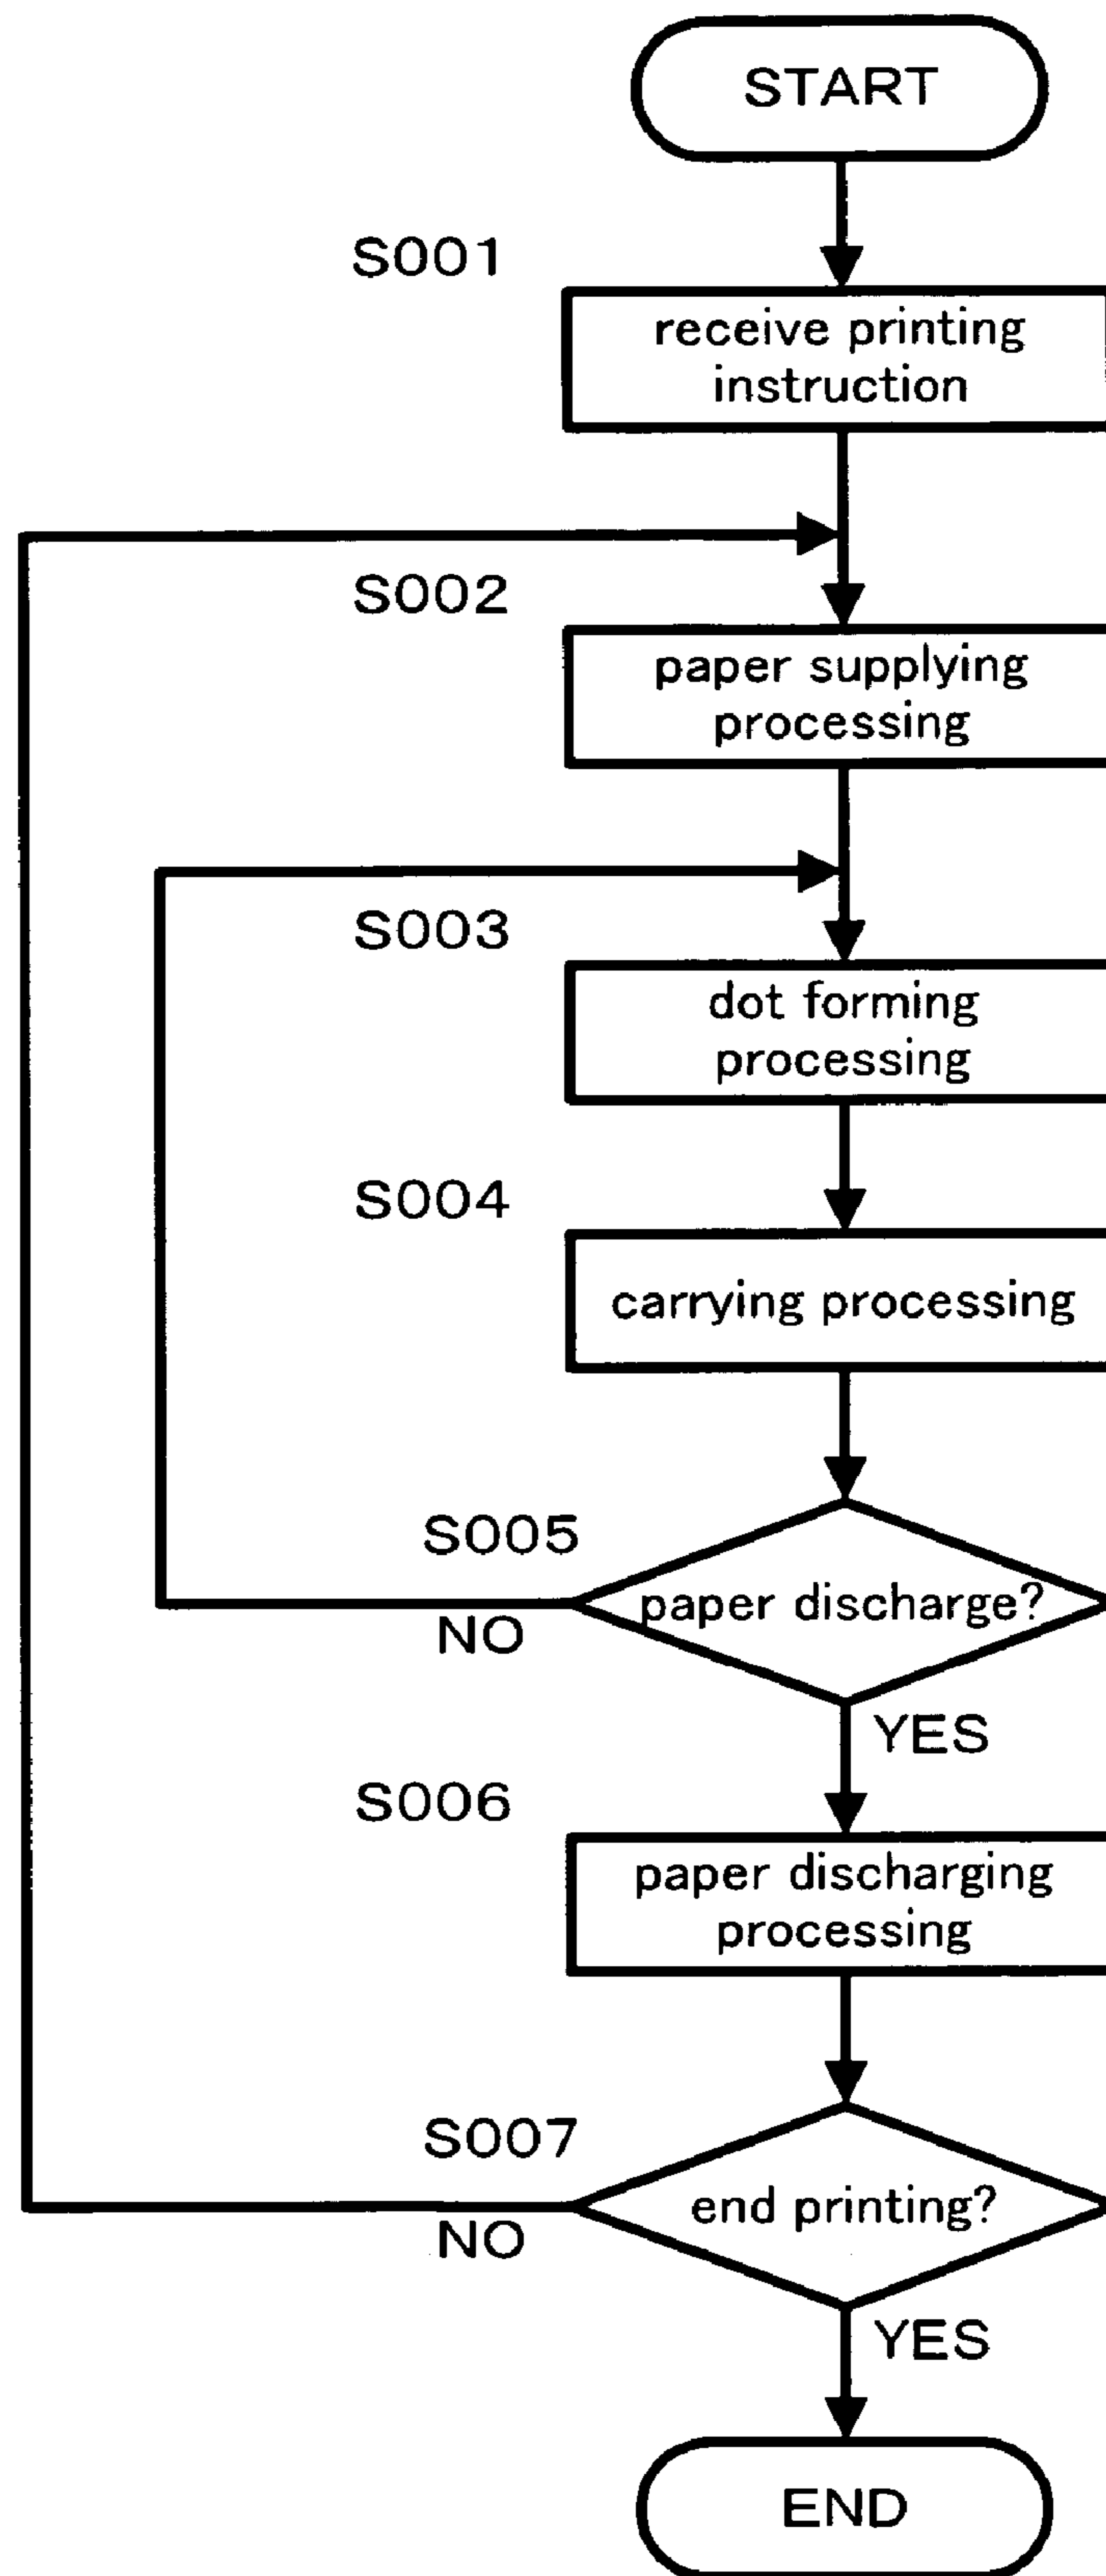 START
S001
receive printing
instruction
S002
paper supplying
processing
S003
dot forming
processing
S004
carrying processing
S005
paper discharge?
NO
YES
S006
paper discharging
processing
S007
end printing?
NO
YES
END